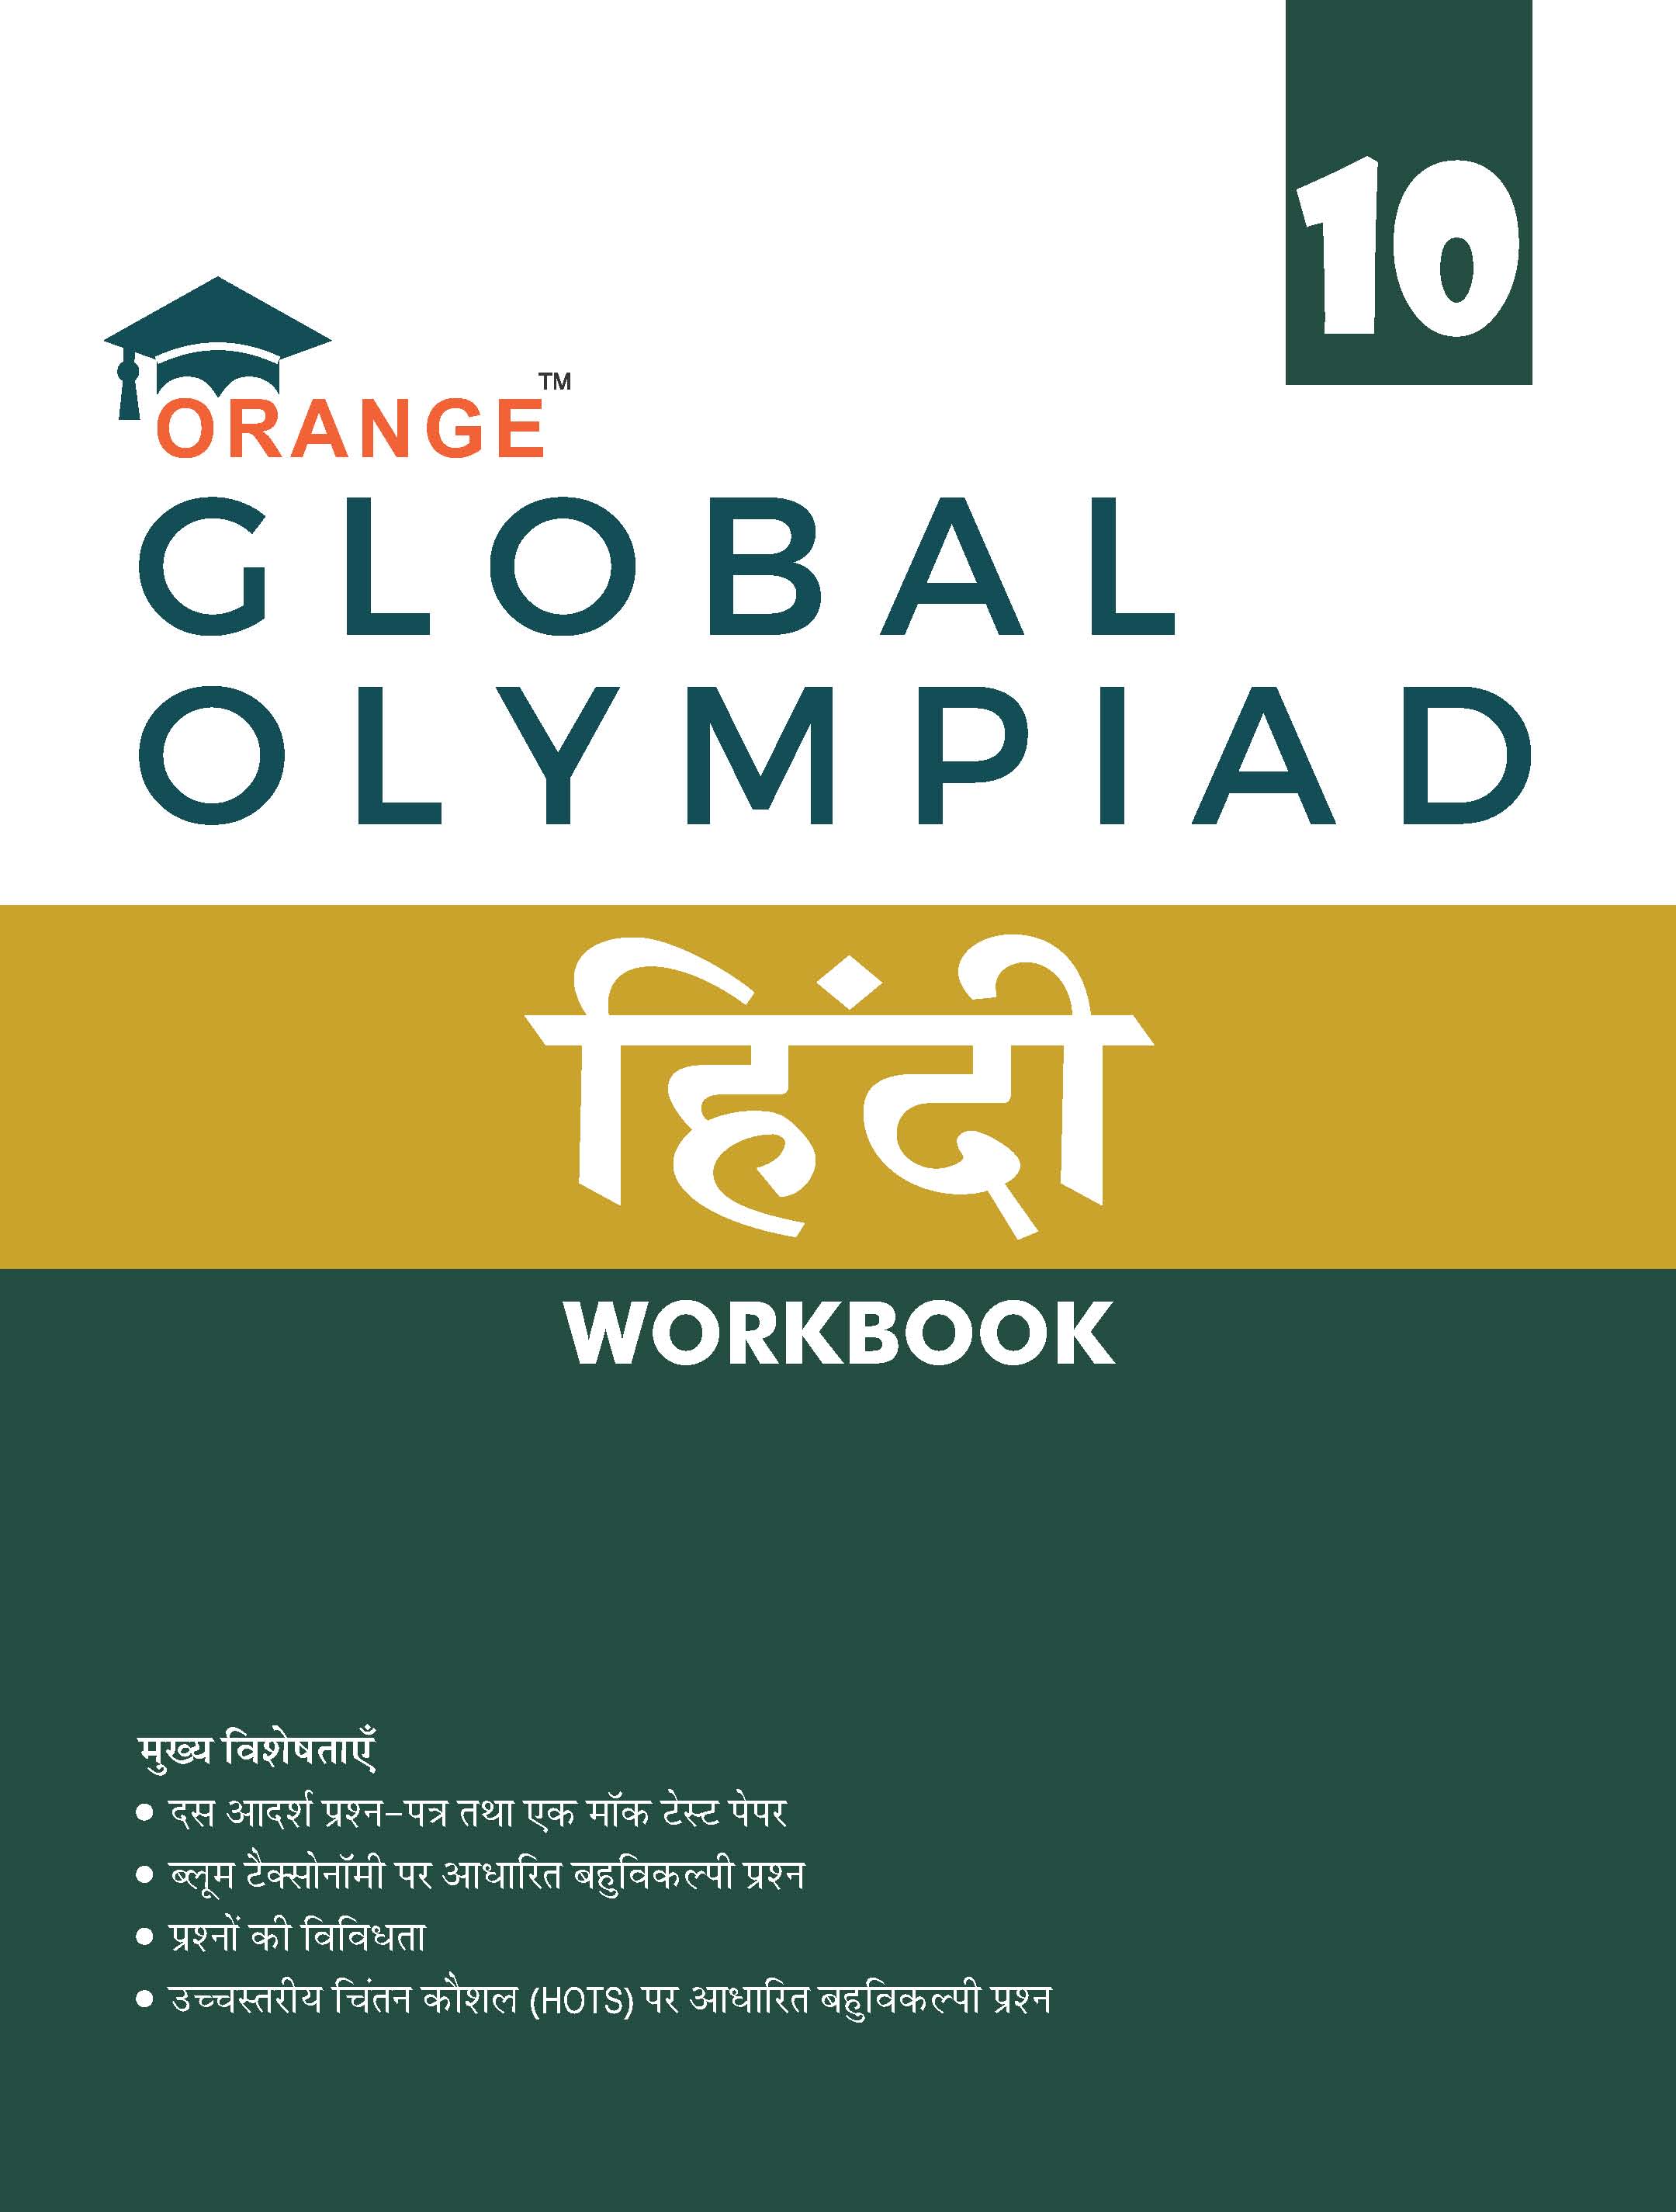 10
ORANGE™
GLOBAL
OLYMPIAD
हिंदी
WORKBOOK
मुख्य विशेषताएँ
• दस आदर्श प्रश्न-पत्र तथा एक मॉक टेस्ट पेपर
• ब्लूम टैक्सोनॉमी पर आधारित बहुविकल्पी प्रश्न
• प्रश्नों की विविधता
• उच्चस्तरीय चिंतन कौशल (HOTS) पर आधारित बहुविकल्पी प्रश्न